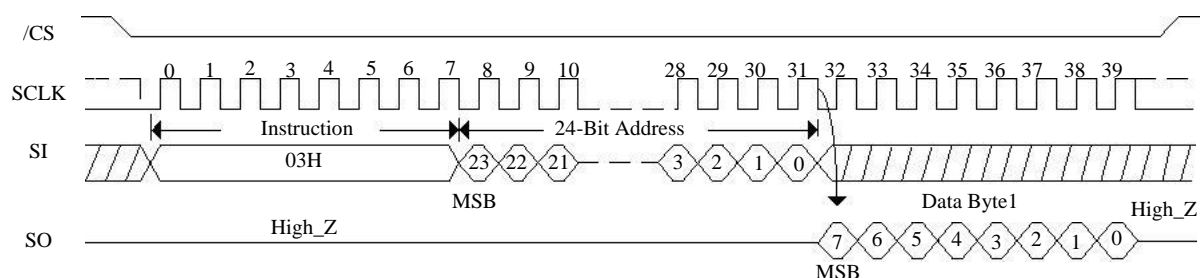 /CS
0 1 2 3 4 5 6 7 8 9 10 28 29 30 31 32 33 34 35 36 37 38 39
SCLK
Instruction 24-Bit Address
SI 03H 23 22 21 3 2 1 0
MSB Data Byte1
High_Z High_Z
SO 7 6 5 4 3 2 1 0
MSB